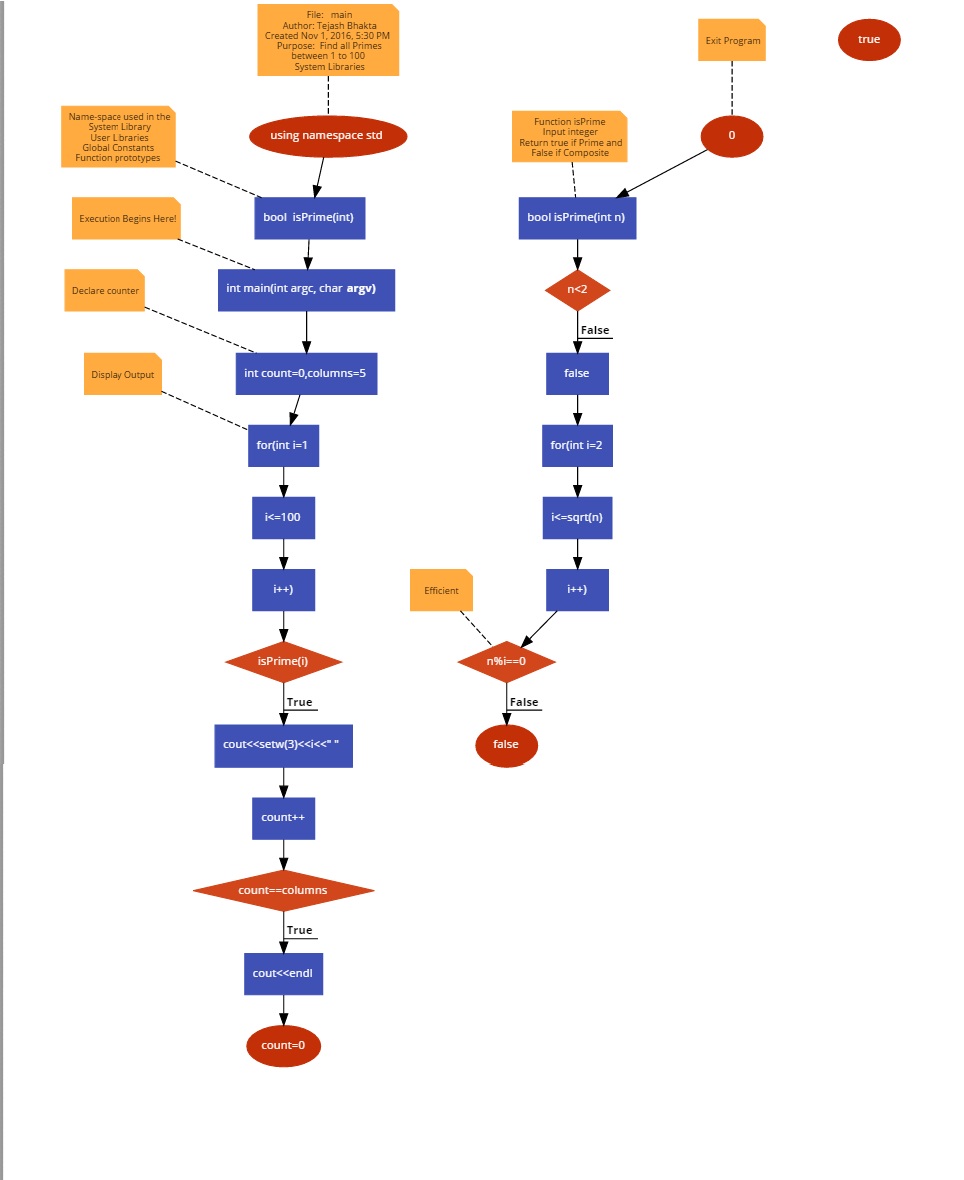 File: main
Author: Tejash Bhakta
Created Nov 1, 2016, 5:30 PM
Purpose: Find all Primes
between 1 to 100
System Libraries
using namespace std
Name-space used in the
System Library
User Libraries
Global Constants
Function prototypes
bool isPrime(int)
Execution Begins Here!
int main(int argc, char argv)
Declare counter
int count=0,columns=5
Display Output
for(int i=1
i<=100
i++)
isPrime(i)
True
cout<<setw(3)<<i<<" "
count++
count==columns
True
cout<<endl
count=0
Exit Program
0
Function isPrime
Input integer
Return true if Prime and
False if Composite
bool isPrime(int n)
n<2
False
false
for(int i=2
i<=sqrt(n)
i++)
Efficient
n%i==0
False
false
true